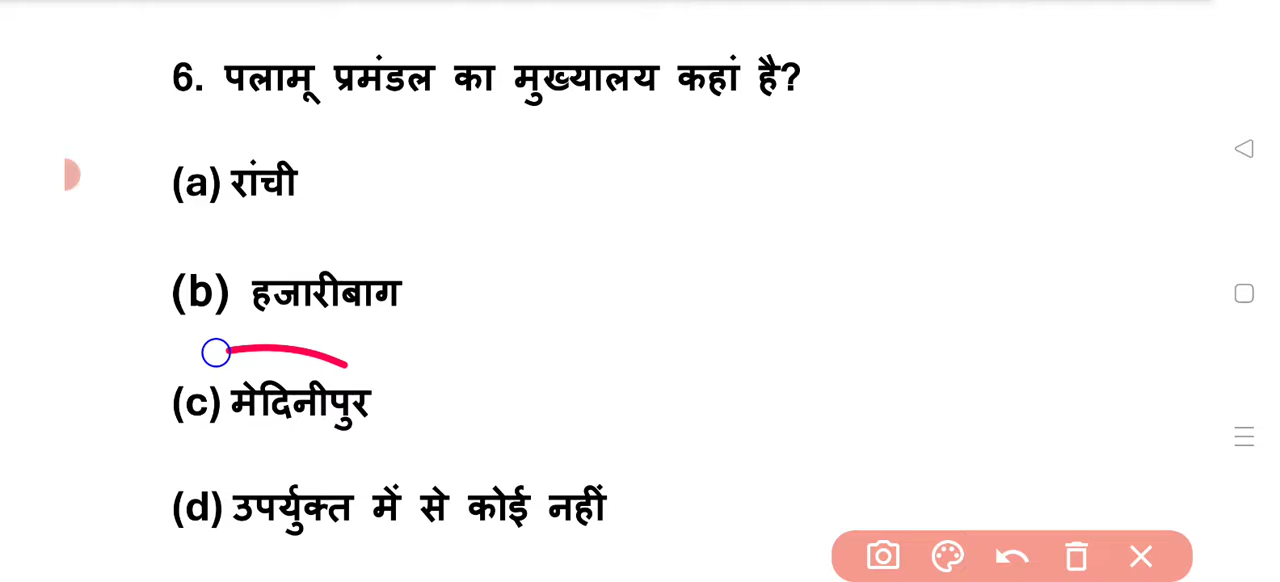 6. पलामू प्रमंडल का मुख्यालय कहां है?
(a) रांची
(b) हजारीबाग
(c) मेदिनीपुर
(d) उपर्युक्त में से कोई नहीं